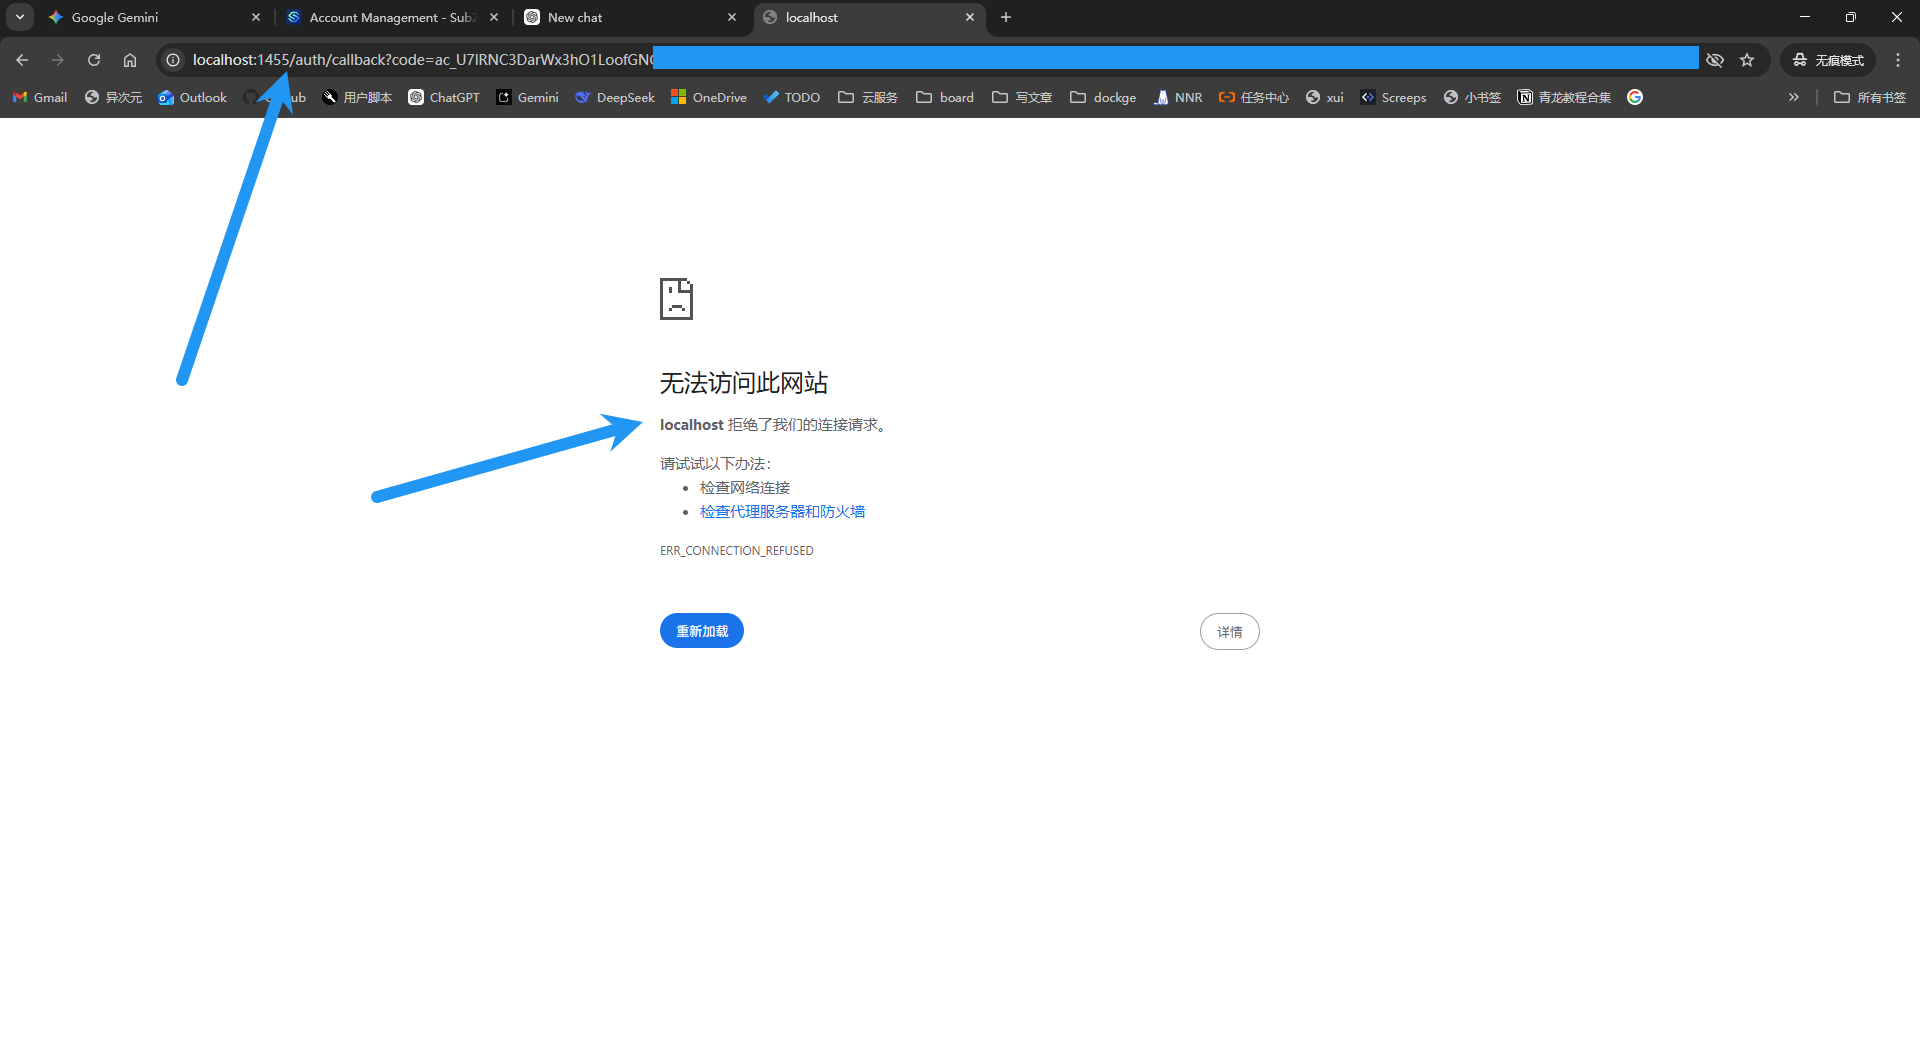 Google Gemini
Account Management - Sub2
New chat
localhost
localhost:1455/auth/callback?code=ac_U7lRNC3DarWx3hO1LoofGN
无痕模式
Gmail
异次元
Outlook
用户脚本
ChatGPT
Gemini
DeepSeek
OneDrive
TODO
云服务
board
写文章
dockge
NNR
任务中心
xui
Screeps
小书签
青龙教程合集
所有书签
无法访问此网站
localhost 拒绝了我们的连接请求。
请试试以下办法：
检查网络连接
检查代理服务器和防火墙
ERR_CONNECTION_REFUSED
重新加载
详情